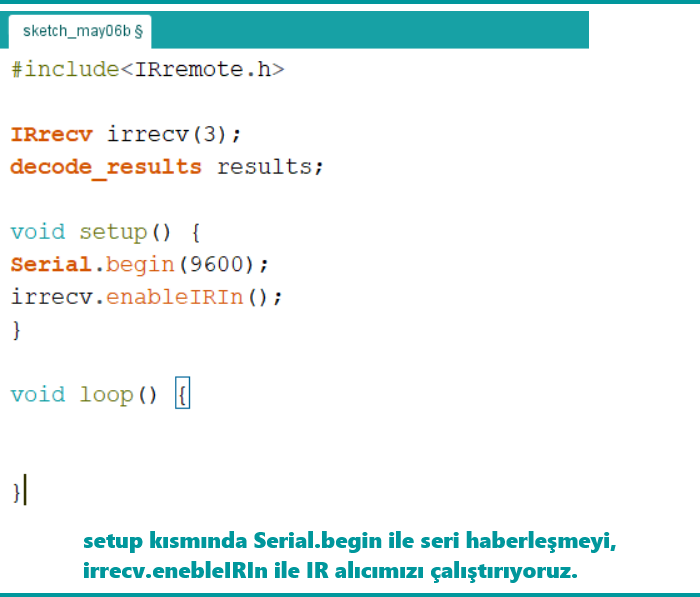 sketch_may06b §
#include<IRremote.h>
IRrecv irrecv(3);
decode_results results;
void setup() {
Serial.begin(9600);
irrecv.enableIRIn();
}
void loop() {
}
setup kısmında Serial.begin ile seri haberleşmeyi,
irrecv.enebleIRIn ile IR alıcımızı çalıştırıyoruz.